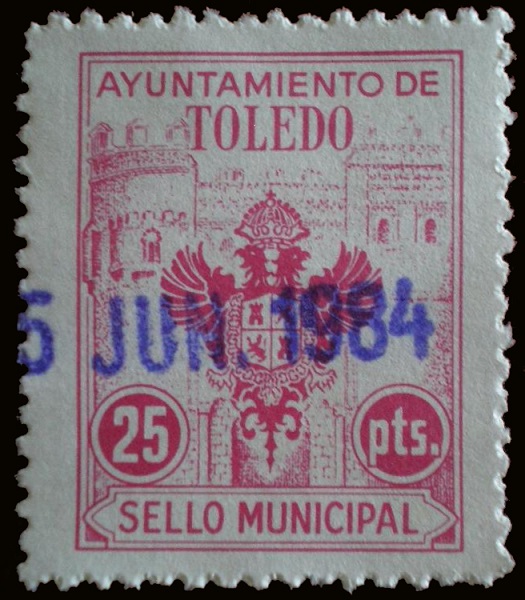 AYUNTAMIENTO DE
TOLEDO
5 JUN. 1984
25 pts.
SELLO MUNICIPAL